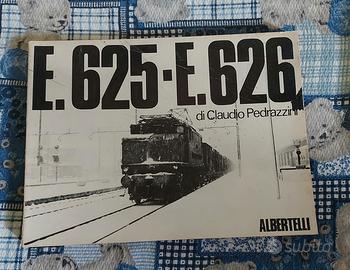 E.625-E.626
di Claudio Pedrazzini
ALBERTELLI
subito